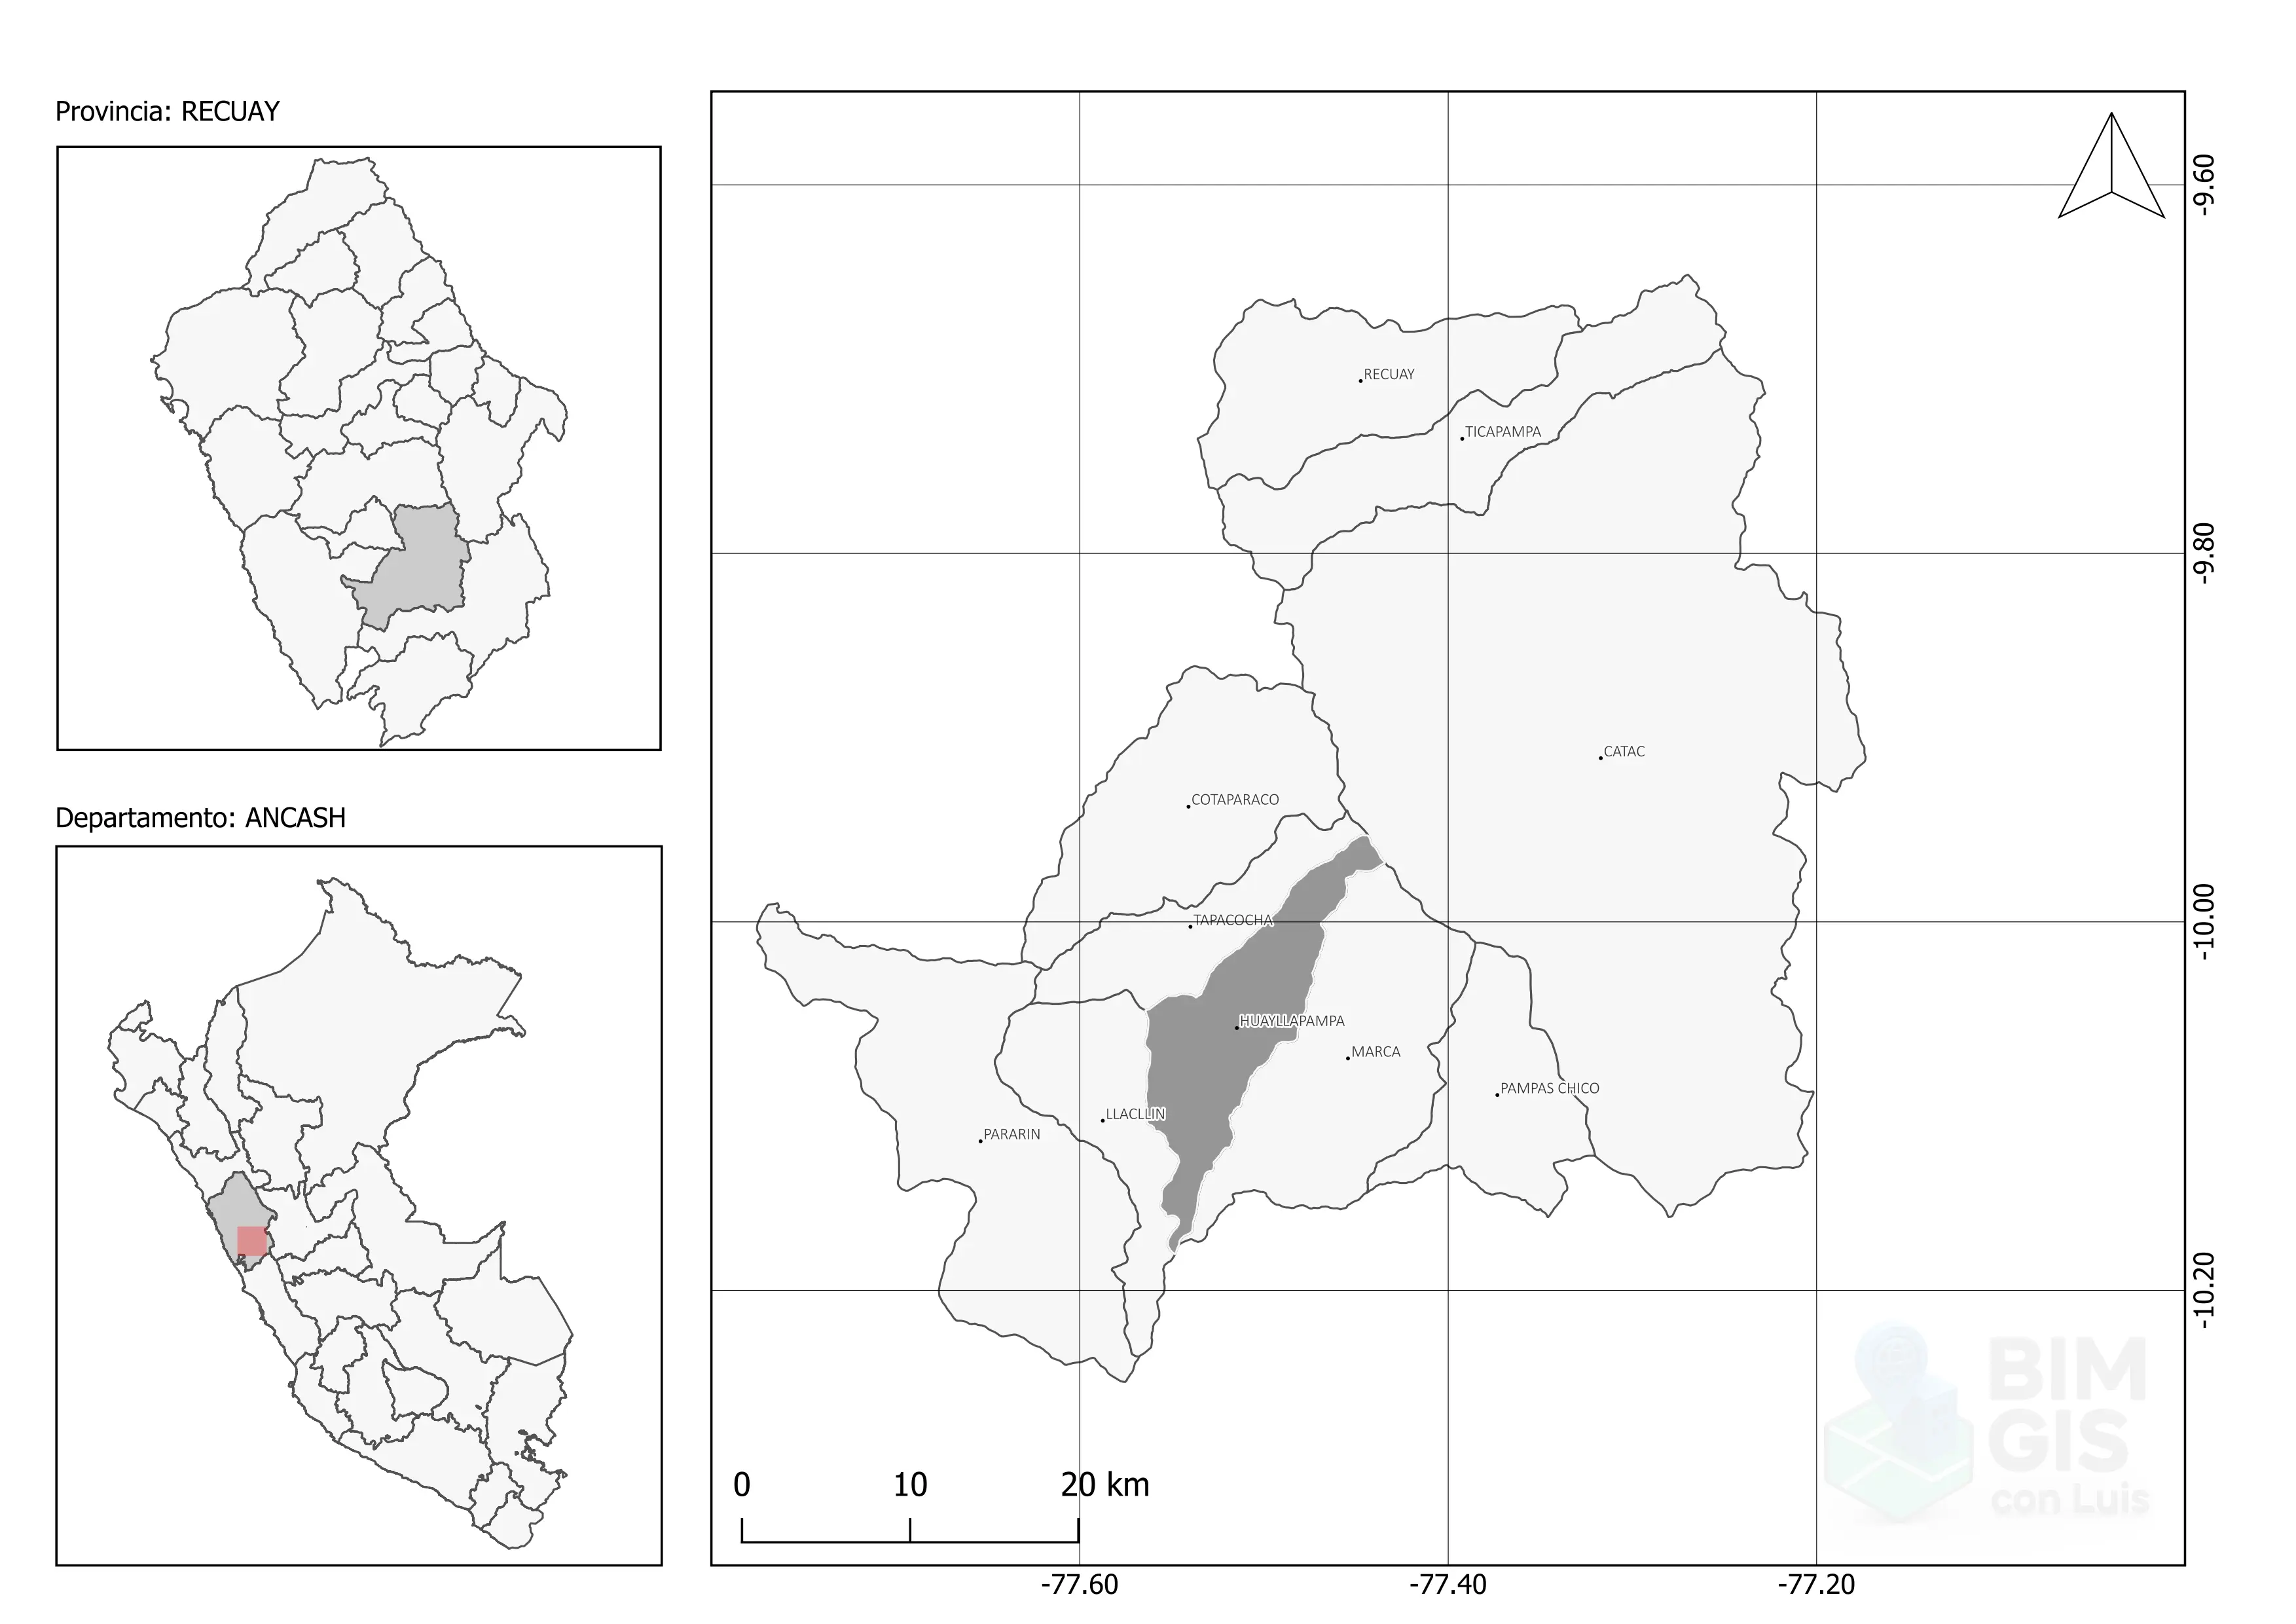 Provincia: RECUAY
Departamento: ANCASH
-9.60
-9.80
-10.00
-10.20
RECUAY
TICAPAMPA
CATAC
COTAPARACO
TAPACOCHA
HUAYLLAPAMPA
MARCA
PAMPAS CHICO
LLACLLIN
PARARIN
BIM
GIS
con Luis
0 10 20 km
-77.60 -77.40 -77.20